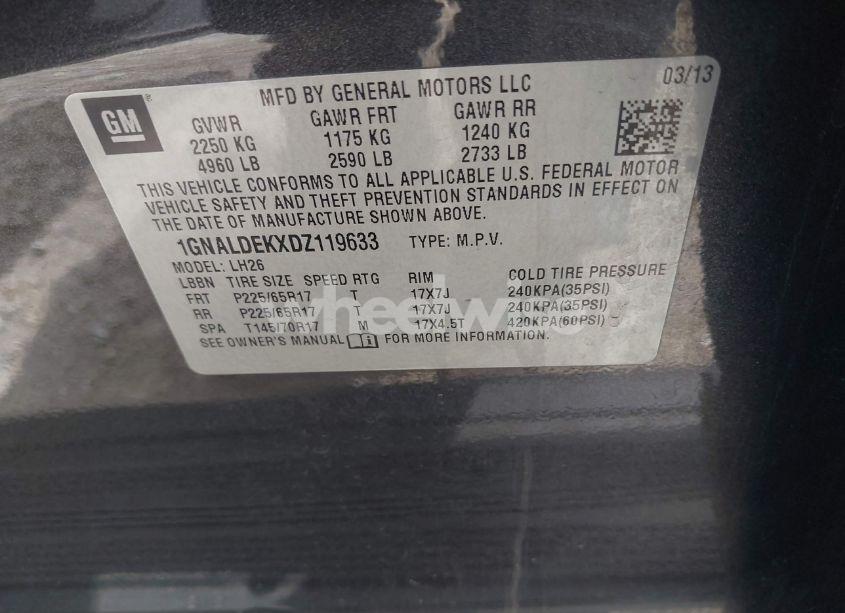 MFD BY GENERAL MOTORS LLC 03/13
GM
GVWR GAWR FRT GAWR RR
2250 KG 1175 KG 1240 KG
4960 LB 2590 LB 2733 LB
THIS VEHICLE CONFORMS TO ALL APPLICABLE U.S. FEDERAL MOTOR
VEHICLE SAFETY AND THEFT PREVENTION STANDARDS IN EFFECT ON
THE DATE OF MANUFACTURE SHOWN ABOVE.
1GNALDEKXDZ119633 TYPE: M.P.V.
MODEL: LH26
LBBN TIRE SIZE SPEED RTG RIM COLD TIRE PRESSURE
FRT P225/65R17 T 17X7J 240KPA(35PSI)
RR P225/65R17 T 17X7J 240KPA(35PSI)
SPA T145/70R17 M 17X4.5T 420KPA(60PSI)
SEE OWNER'S MANUAL FOR MORE INFORMATION.